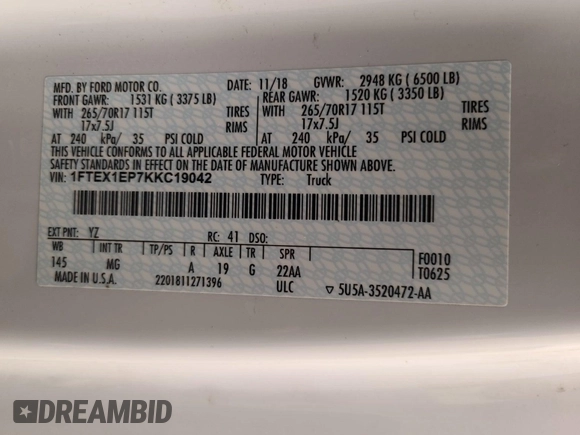 MFD. BY FORD MOTOR CO.
DATE: 11/18 GVWR: 2948 KG ( 6500 LB)
FRONT GAWR: 1531 KG ( 3375 LB)
REAR GAWR: 1520 KG ( 3350 LB)
WITH 265/70R17 115T TIRES
WITH 265/70R17 115T TIRES
17x7.5J RIMS
17x7.5J RIMS
AT 240 kPa/ 35 PSI COLD
AT 240 kPa/ 35 PSI COLD
THIS VEHICLE CONFORMS TO ALL APPLICABLE FEDERAL MOTOR VEHICLE
SAFETY STANDARDS IN EFFECT ON THE DATE OF MANUFACTURE SHOWN ABOVE.
VIN: 1FTEX1EP7KKC19042 TYPE: Truck
EXT PNT: YZ RC: 41 DSO:
WB INT TR TP/PS R AXLE TR SPR F0010
145 MG A 19 G 22AA T0625
ULC
MADE IN U.S.A. 2201811271396
▽ 5U5A-3520472-AA
DREAMBID